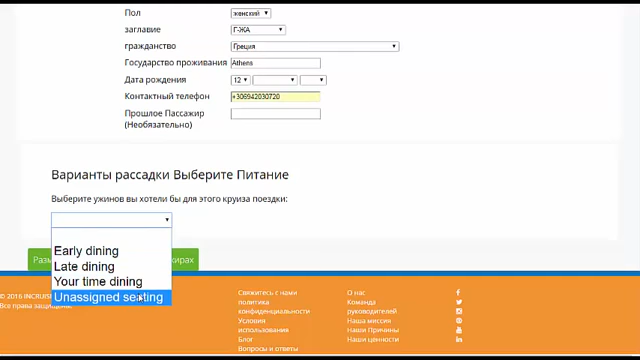 Пол женский
заглавие Г-ЖА
гражданство Греция
Государство проживания Athens
Дата рождения 12
Контактный телефон +306942030720
Прошлое Пассажир
(Необязательно)
Варианты рассадки Выберите Питание
Выберите ужинов вы хотели бы для этого круиза поездки:
Early dining
Late dining
Your time dining
Unassigned seating
© 2016
Все права
Свяжитесь с нами
политика
конфиденциальности
Условия
использования
Блог
Вопросы и ответы
О нас
Команда
руководителей
Наша миссия
Наши Причины
Наши ценности